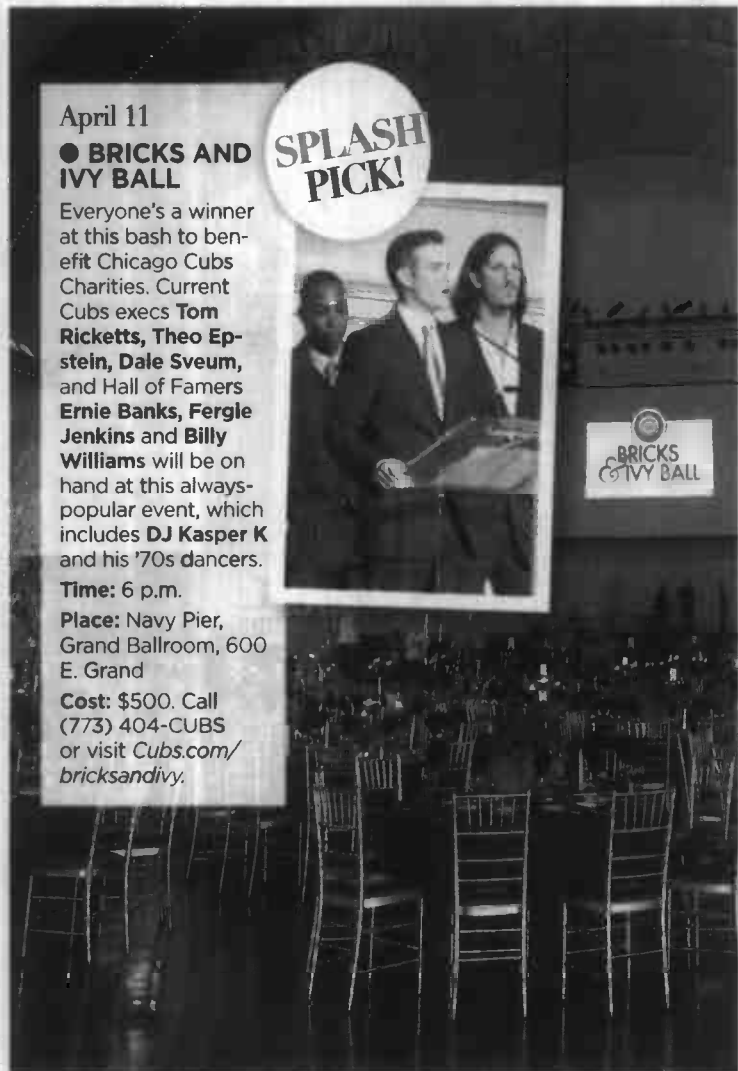 April 11
● BRICKS AND
IVY BALL
Everyone's a winner
at this bash to ben-
efit Chicago Cubs
Charities. Current
Cubs execs Tom
Ricketts, Theo Ep-
stein, Dale Sveum,
and Hall of Famers
Ernie Banks, Fergie
Jenkins and Billy
Williams will be on
hand at this always-
popular event, which
includes DJ Kasper K
and his '70s dancers.
Time: 6 p.m.
Place: Navy Pier,
Grand Ballroom, 600
E. Grand
Cost: $500. Call
(773) 404-CUBS
or visit Cubs.com/
bricksandivy.
SPLASH
PICK!
BRICKS
& IVY BALL